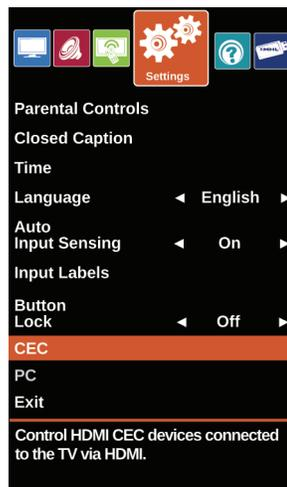 Settings
Parental Controls
Closed Caption
Time
Language ◄ English ►
Auto
Input Sensing ◄ On ►
Input Labels
Button
Lock ◄ Off ►
CEC
PC
Exit
Control HDMI CEC devices connected
to the TV via HDMI.